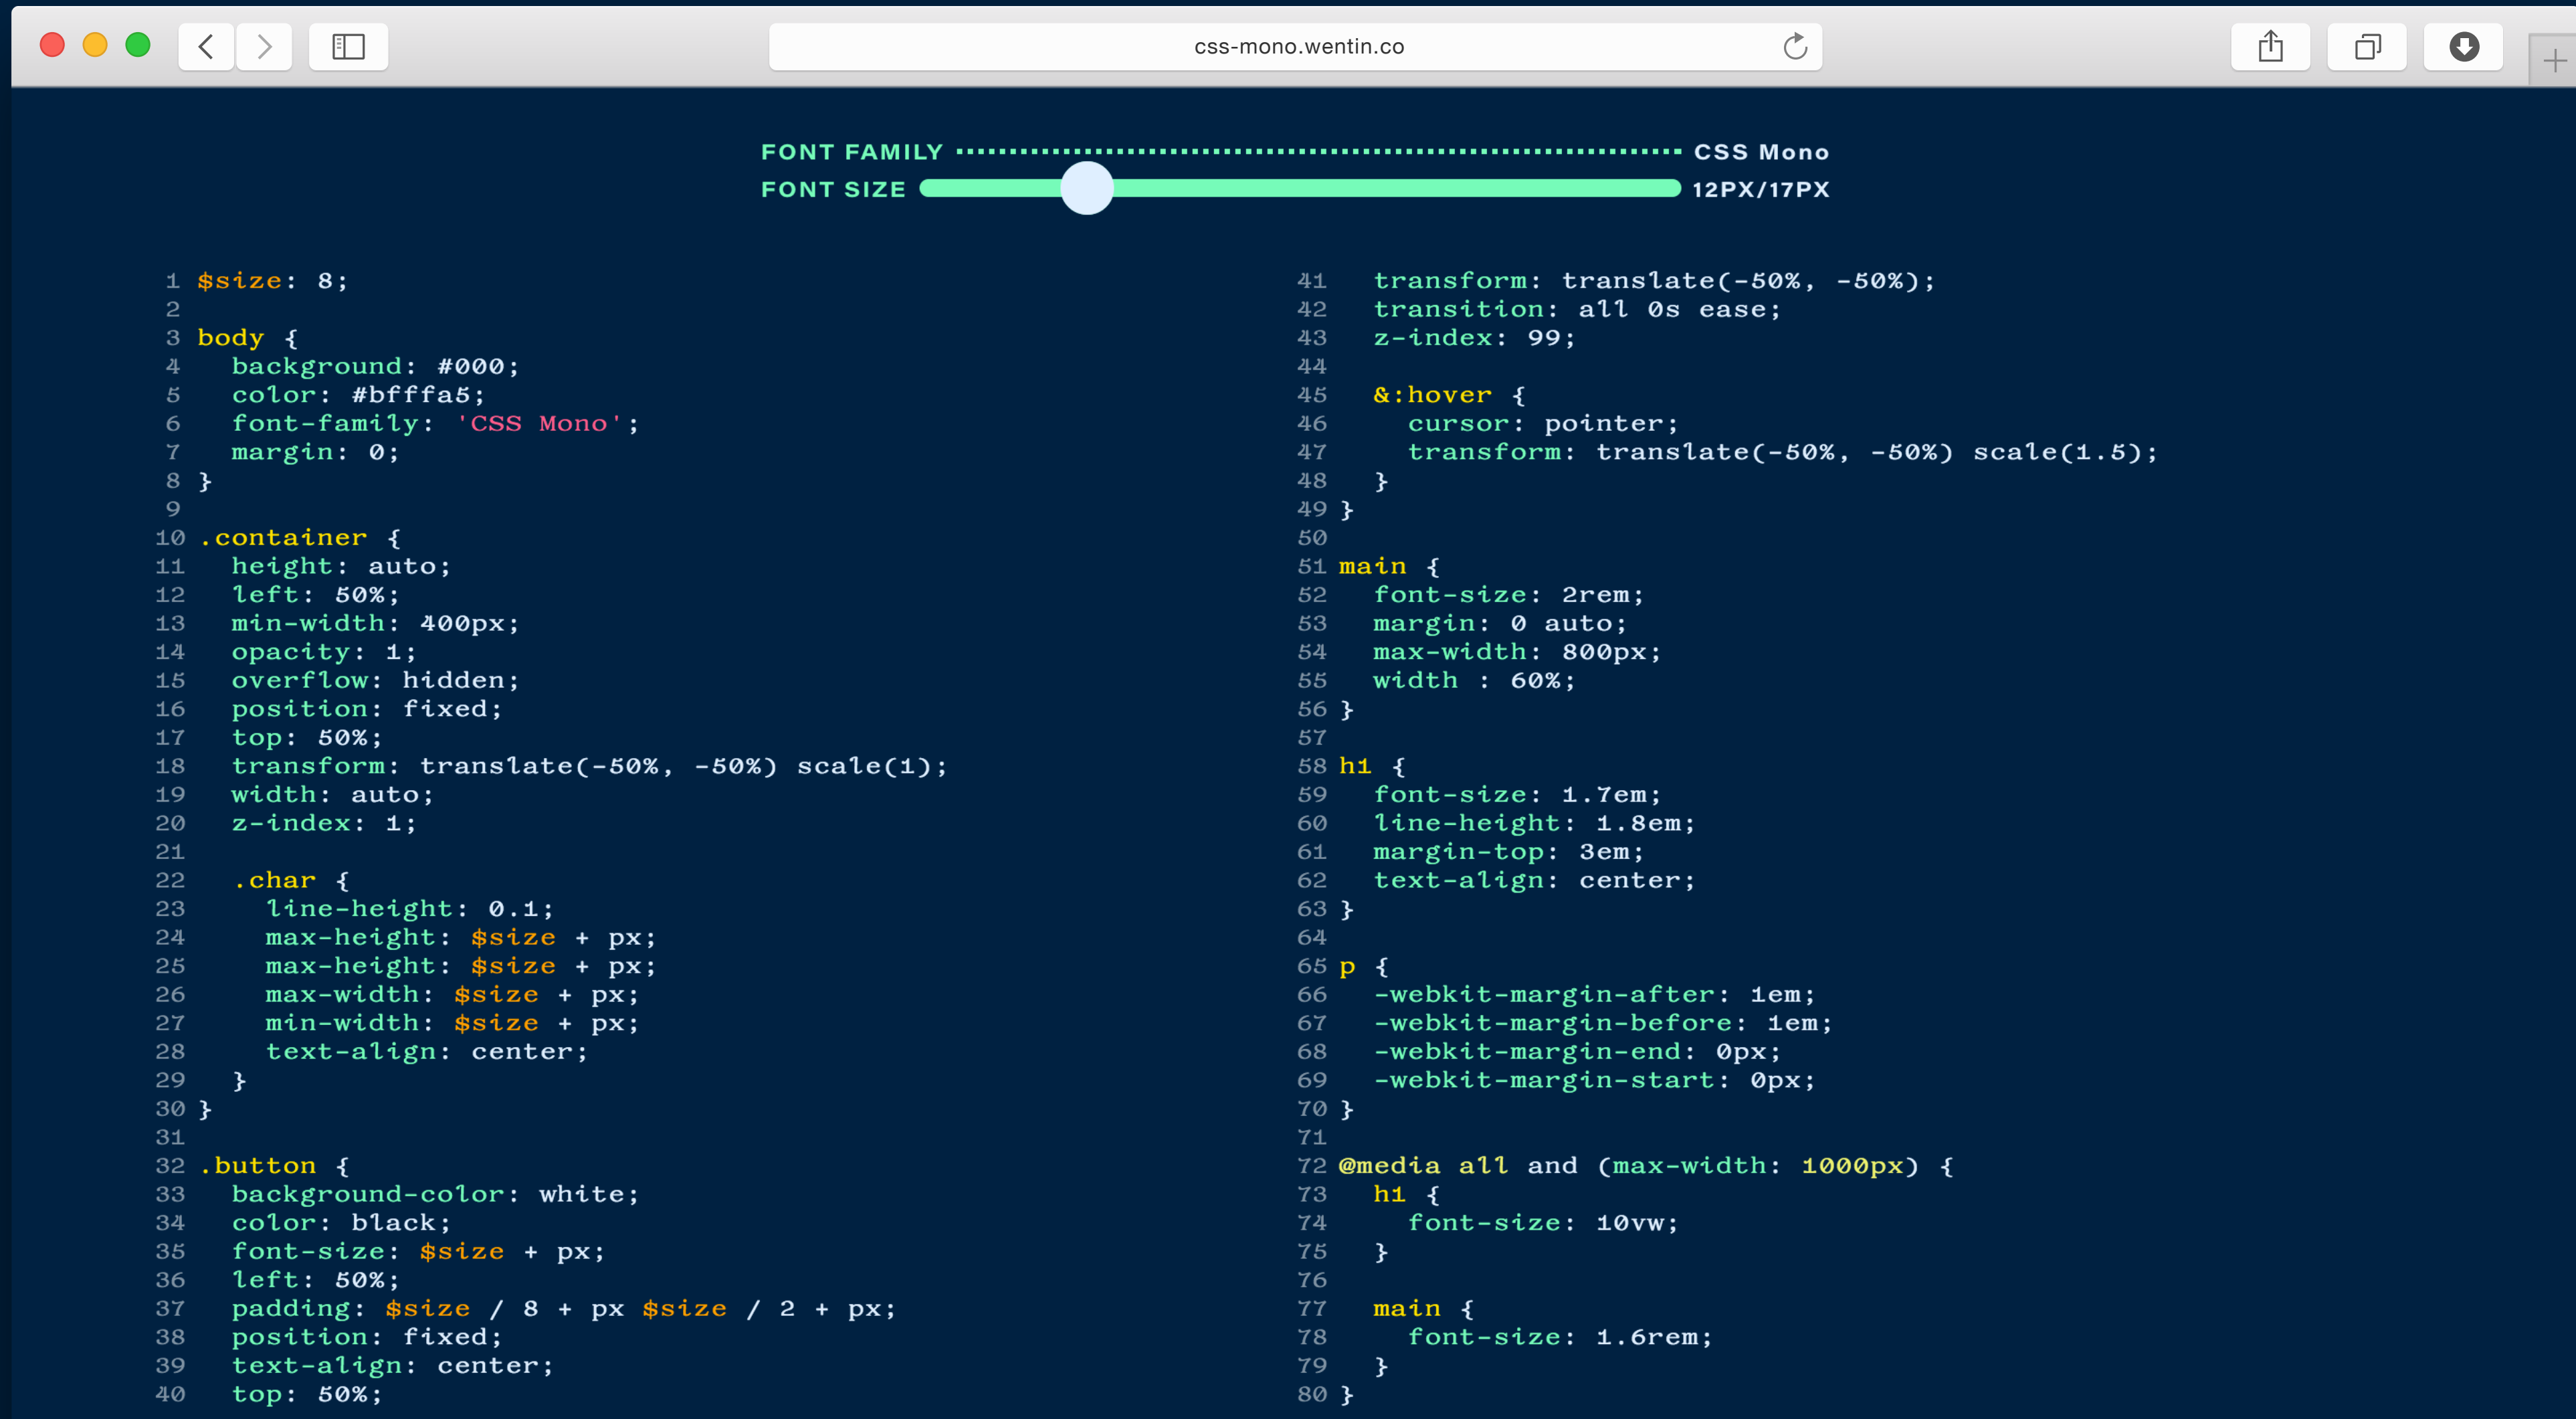 css-mono.wentin.co
FONT FAMILY CSS Mono
FONT SIZE 12PX/17PX
1 $size: 8;
2
3 body {
4 background: #000;
5 color: #bfffa5;
6 font-family: 'CSS Mono';
7 margin: 0;
8 }
9
10 .container {
11 height: auto;
12 left: 50%;
13 min-width: 400px;
14 opacity: 1;
15 overflow: hidden;
16 position: fixed;
17 top: 50%;
18 transform: translate(-50%, -50%) scale(1);
19 width: auto;
20 z-index: 1;
21
22 .char {
23 line-height: 0.1;
24 max-height: $size + px;
25 max-height: $size + px;
26 max-width: $size + px;
27 min-width: $size + px;
28 text-align: center;
29 }
30 }
31
32 .button {
33 background-color: white;
34 color: black;
35 font-size: $size + px;
36 left: 50%;
37 padding: $size / 8 + px $size / 2 + px;
38 position: fixed;
39 text-align: center;
40 top: 50%;
41 transform: translate(-50%, -50%);
42 transition: all 0s ease;
43 z-index: 99;
44
45 &:hover {
46 cursor: pointer;
47 transform: translate(-50%, -50%) scale(1.5);
48 }
49 }
50
51 main {
52 font-size: 2rem;
53 margin: 0 auto;
54 max-width: 800px;
55 width : 60%;
56 }
57
58 h1 {
59 font-size: 1.7em;
60 line-height: 1.8em;
61 margin-top: 3em;
62 text-align: center;
63 }
64
65 p {
66 -webkit-margin-after: 1em;
67 -webkit-margin-before: 1em;
68 -webkit-margin-end: 0px;
69 -webkit-margin-start: 0px;
70 }
71
72 @media all and (max-width: 1000px) {
73 h1 {
74 font-size: 10vw;
75 }
76
77 main {
78 font-size: 1.6rem;
79 }
80 }